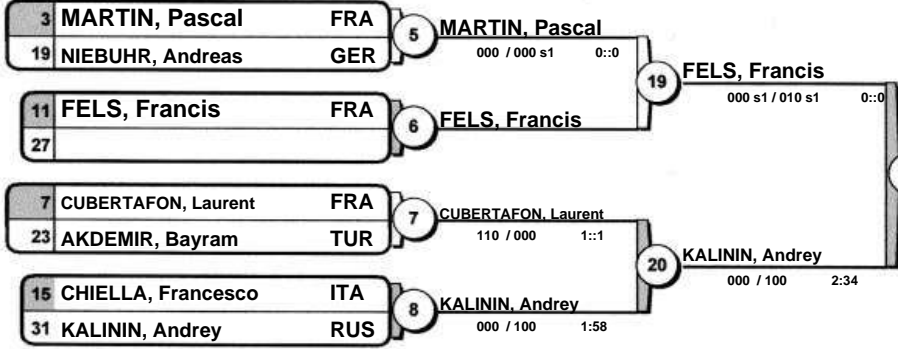 3 MARTIN, Pascal FRA
19 NIEBUHR, Andreas GER
5
MARTIN, Pascal
000 / 000 s1 0::0
11 FELS, Francis FRA
27
6
FELS, Francis
19
FELS, Francis
000 s1 / 010 s1 0::0
7 CUBERTAFON, Laurent FRA
23 AKDEMIR, Bayram TUR
7
CUBERTAFON, Laurent
110 / 000 1::1
15 CHIELLA, Francesco ITA
31 KALININ, Andrey RUS
8
KALININ, Andrey
000 / 100 1:58
20
KALININ, Andrey
000 / 100 2:34